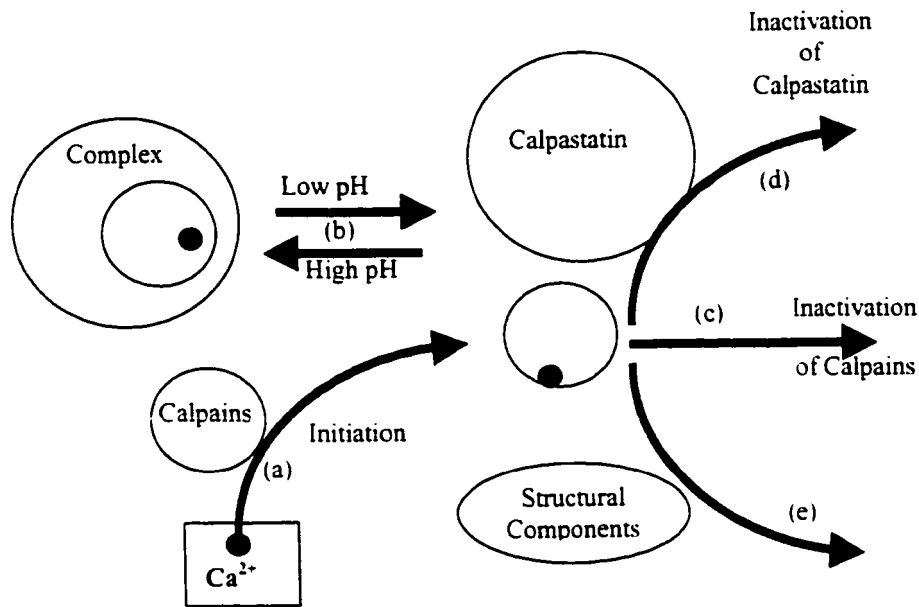 Inactivation
of
Calpastatin
Complex
Calpastatin
Low pH
(b)
High pH
(d)
(c)
Inactivation
of Calpains
Calpains
Initiation
(a)
Structural
Components
(e)
Ca²⁺